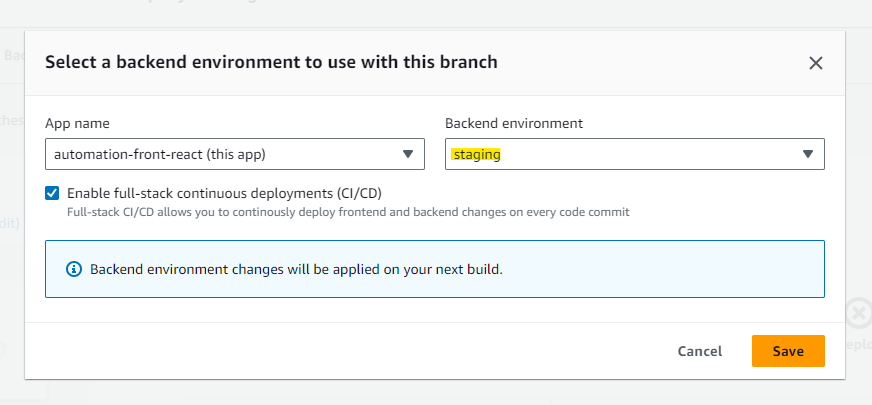 Select a backend environment to use with this branch
App name
Backend environment
automation-front-react (this app)
staging
Enable full-stack continuous deployments (CI/CD)
Full-stack CI/CD allows you to continously deploy frontend and backend changes on every code commit
Backend environment changes will be applied on your next build.
Cancel
Save